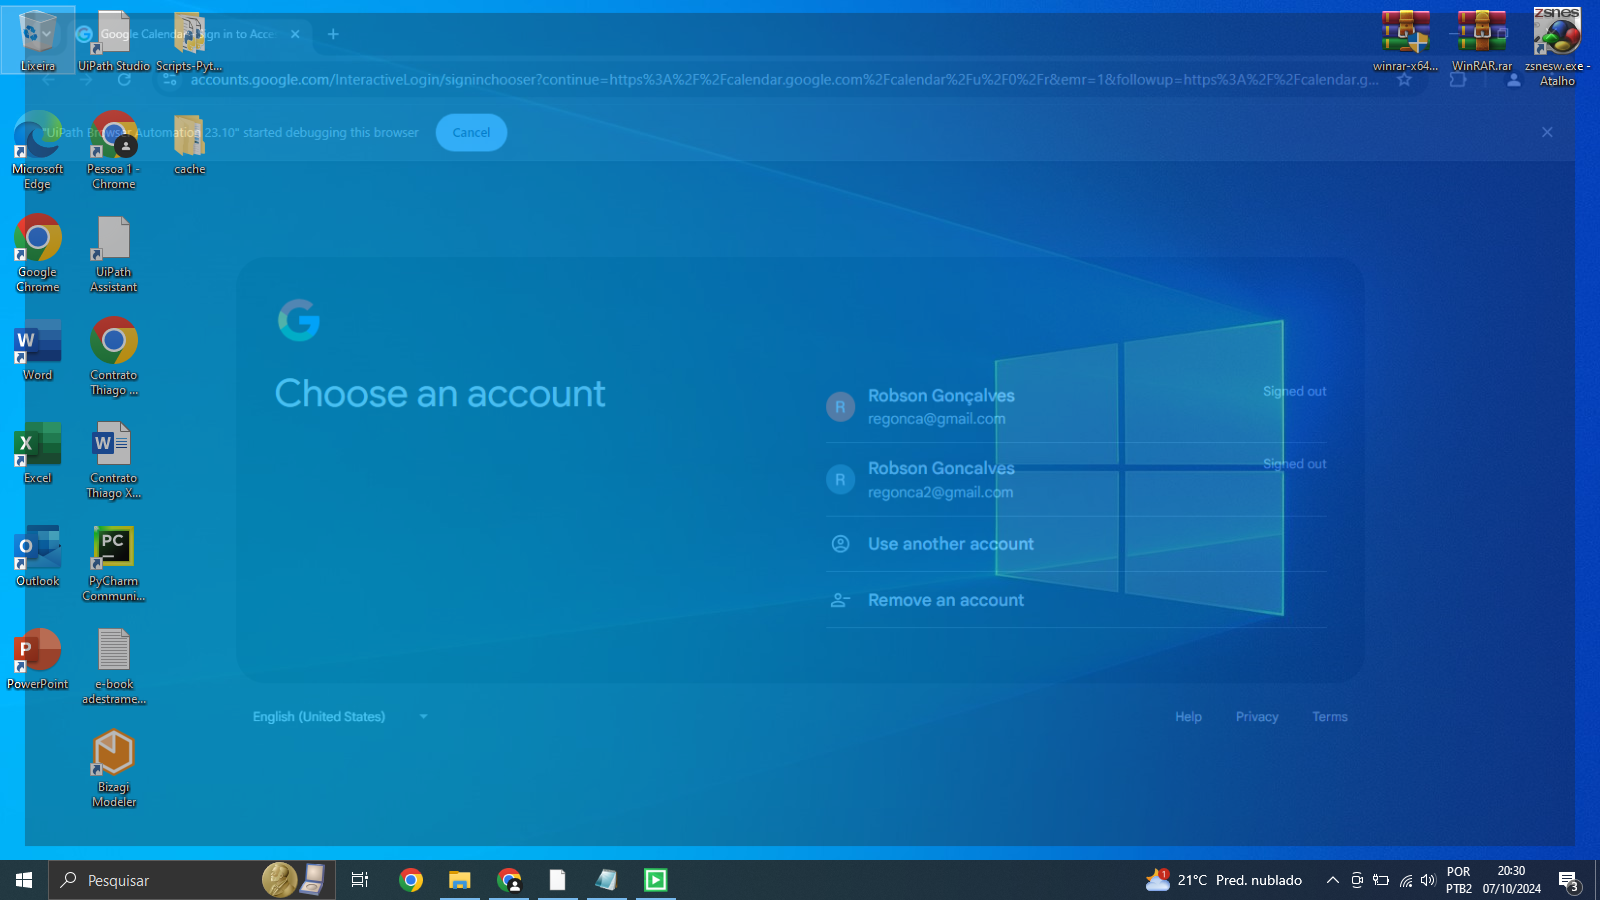 Google Calendar - Sign in to Acce
accounts.google.com/InteractiveLogin/signinchooser?continue=https%3A%2F%2Fcalendar.google.com%2Fcalendar%2Fu%2F0%2Fr&emr=1&followup=https%3A%2F%2Fcalendar.g...
"UiPath Browser Automation 23.10" started debugging this browser
Cancel
Choose an account
Robson Gonçalves
regonca@gmail.com
Signed out
Robson Goncalves
regonca2@gmail.com
Signed out
Use another account
Remove an account
English (United States)
Help
Privacy
Terms
Lixeira
UiPath Studio
Scripts-Pyt...
winrar-x64...
WinRAR.rar
zsnes
zsnesw.exe -
Atalho
Microsoft
Edge
Pessoa 1 -
Chrome
cache
Google
Chrome
UiPath
Assistant
Word
Contrato
Thiago ...
Excel
Contrato
Thiago X...
Outlook
PC
PyCharm
Communi...
PowerPoint
e-book
adestrame...
Bizagi
Modeler
Pesquisar
1
21°C
Pred. nublado
POR
PTB2
20:30
07/10/2024
3